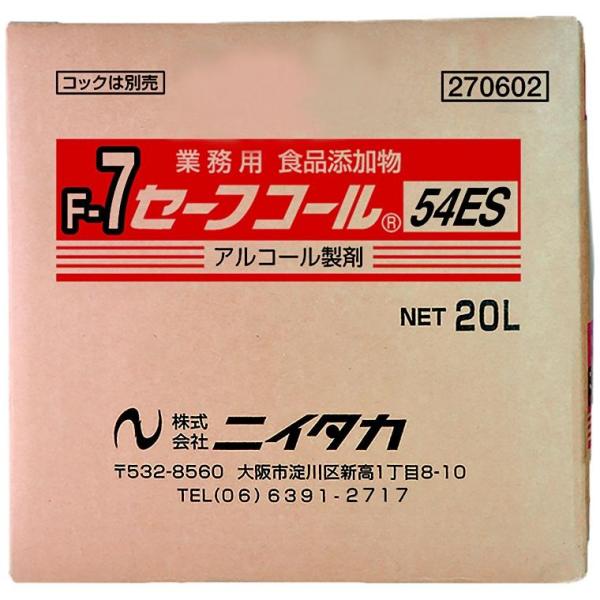 コックは別売
270602
業務用 食品添加物
F-7セーフコール® 54ES
アルコール製剤
NET 20L
株式会社 ニイタカ
〒532-8560 大阪市淀川区新高1丁目8-10
TEL(06)6391-2717